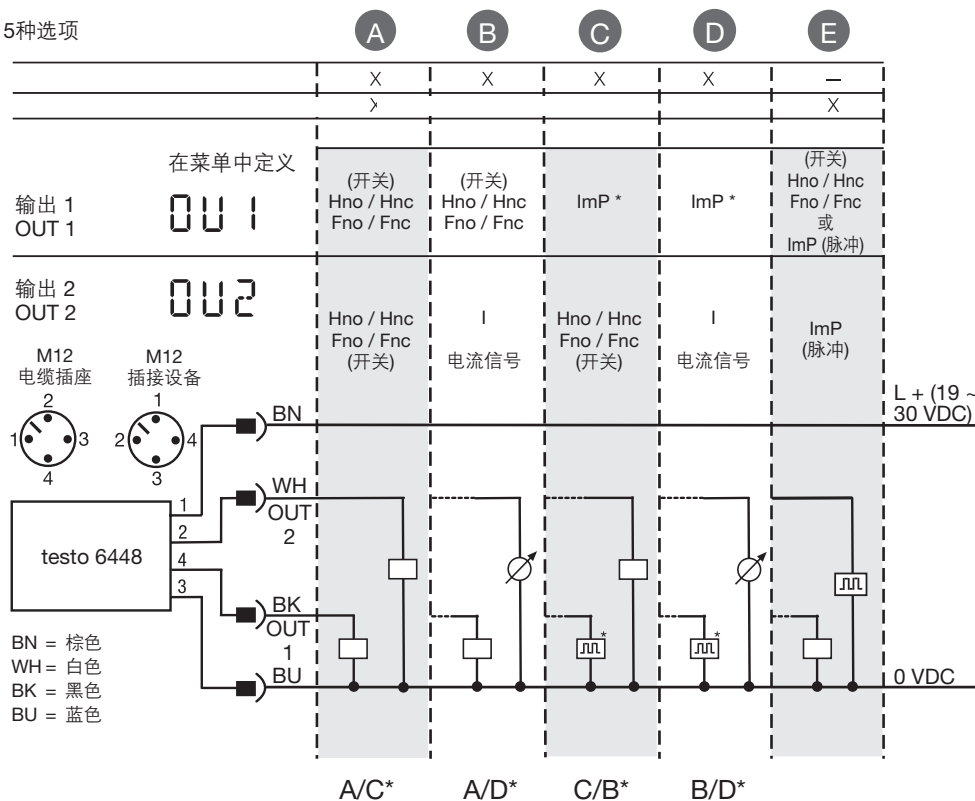 5种选项
A B C D E
X X X X —
X X
在菜单中定义
输出 1
OUT 1
OU1
(开关)
Hno / Hnc
Fno / Fnc
(开关)
Hno / Hnc
Fno / Fnc
ImP *
ImP *
(开关)
Hno / Hnc
Fno / Fnc
或
ImP (脉冲)
输出 2
OUT 2
OU2
Hno / Hnc
Fno / Fnc
(开关)
I
电流信号
Hno / Hnc
Fno / Fnc
(开关)
I
电流信号
ImP
(脉冲)
M12
电缆插座
2
1 3
4
M12
插接设备
1
2 4
3
BN
L + (19 ~
30 VDC)
WH
OUT
2
testo 6448
1
2
4
3
BK
OUT
1
* *
BU
0 VDC
BN = 棕色
WH = 白色
BK = 黑色
BU = 蓝色
A/C* A/D* C/B* B/D*